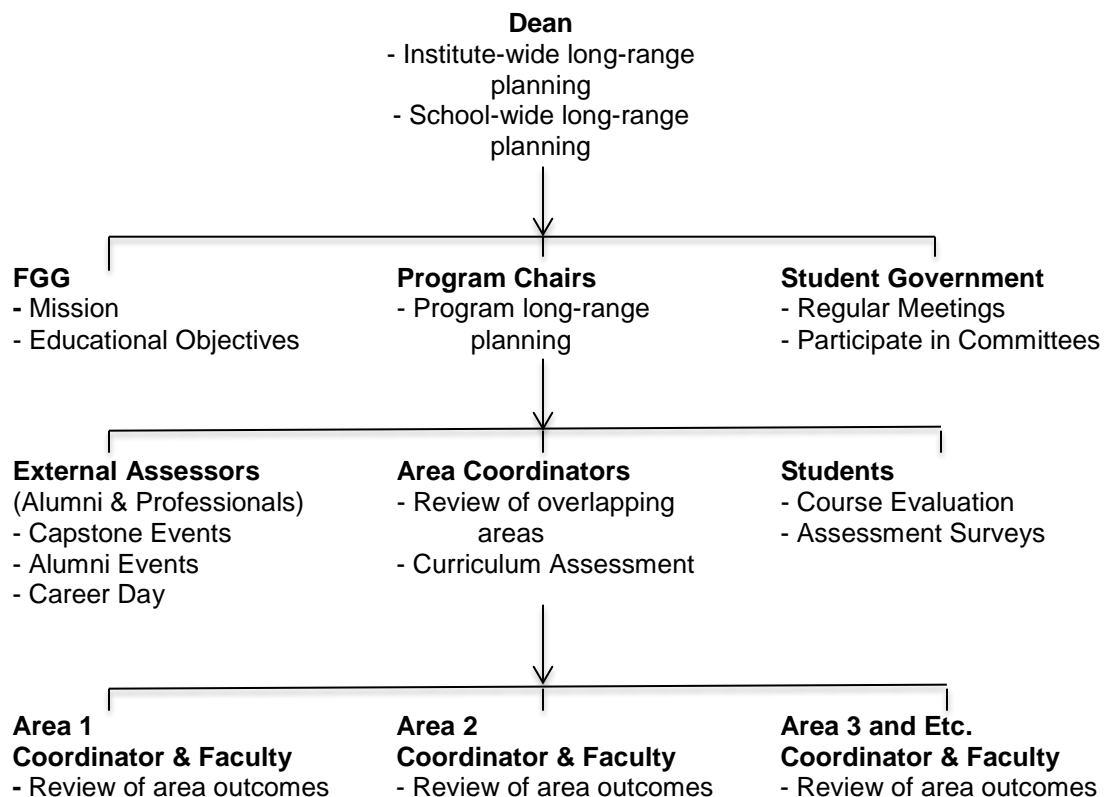 Dean
- Institute-wide long-range
planning
- School-wide long-range
planning
FGG
- Mission
- Educational Objectives
Program Chairs
- Program long-range
planning
Student Government
- Regular Meetings
- Participate in Committees
External Assessors
(Alumni & Professionals)
- Capstone Events
- Alumni Events
- Career Day
Area Coordinators
- Review of overlapping
areas
- Curriculum Assessment
Students
- Course Evaluation
- Assessment Surveys
Area 1
Coordinator & Faculty
- Review of area outcomes
Area 2
Coordinator & Faculty
- Review of area outcomes
Area 3 and Etc.
Coordinator & Faculty
- Review of area outcomes